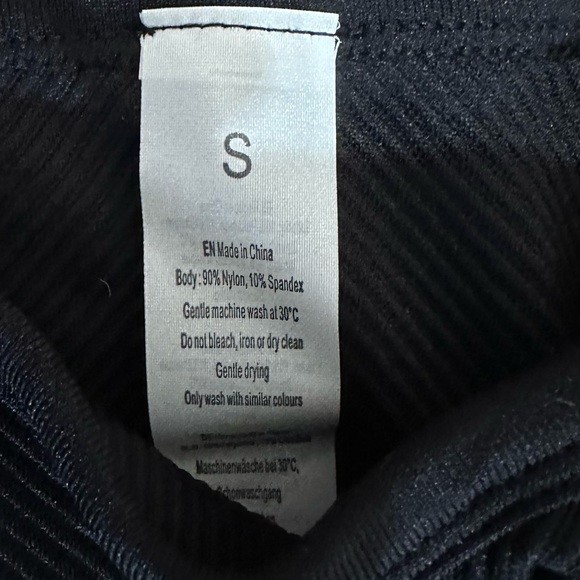 S
EN Made in China
Body: 90% Nylon, 10% Spandex
Gentle machine wash at 30°C
Do not bleach, iron or dry clean
Gentle drying
Only wash with similar colours
Maschinenwäsche bei 30°C,
Schonwaschgang